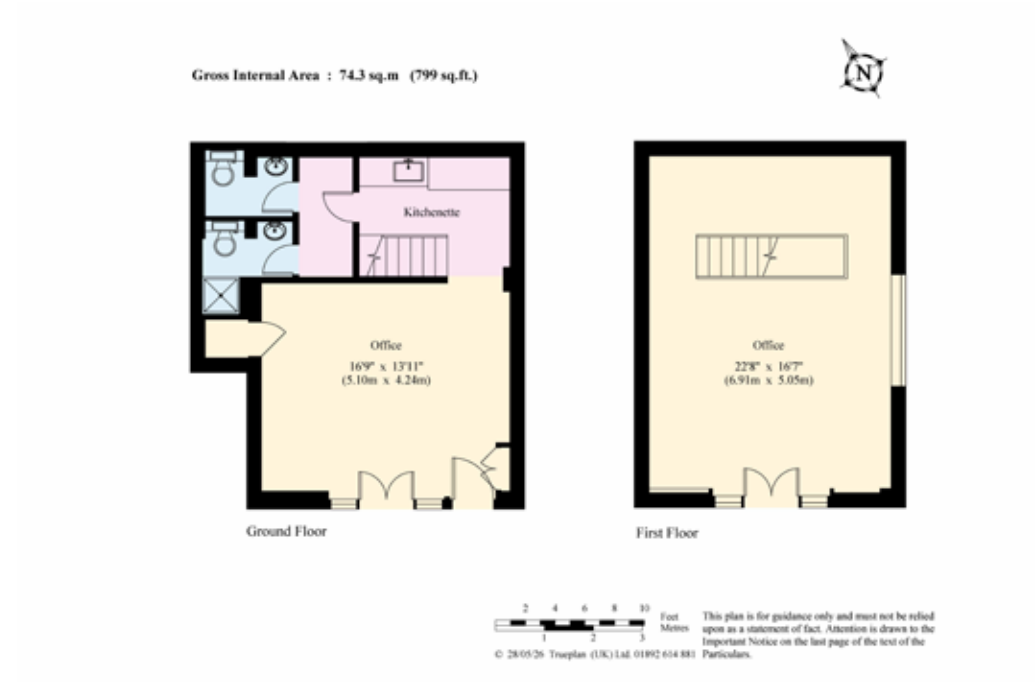 Gross Internal Area : 74.3 sq.m (799 sq.ft.)
N
Kitchenette
Office
16'9" x 13'11"
(5.10m x 4.24m)
Office
22'8" x 16'7"
(6.91m x 5.05m)
Ground Floor
First Floor
2 4 6 8 10
Feet
Metres
1 2 3
© 28/05/26 Trueplan (UK) Ltd. 01892 614 881
This plan is for guidance only and must not be relied
upon as a statement of fact. Attention is drawn to the
Important Notice on the last page of the text of the
Particulars.